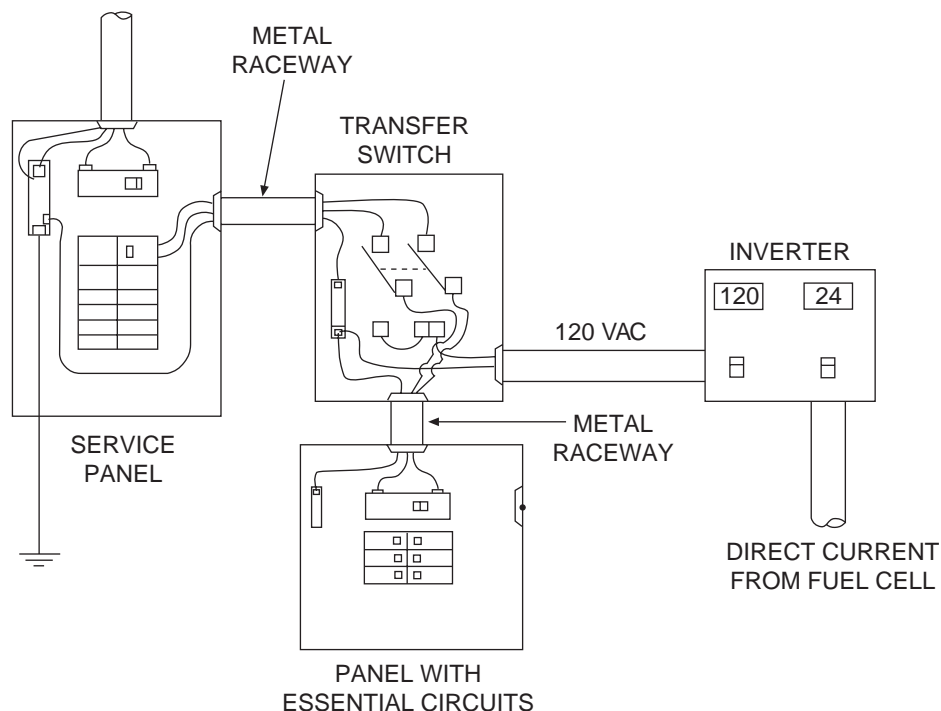 METAL
RACEWAY
TRANSFER
SWITCH
INVERTER
120
24
120 VAC
SERVICE
PANEL
METAL
RACEWAY
DIRECT CURRENT
FROM FUEL CELL
PANEL WITH
ESSENTIAL CIRCUITS